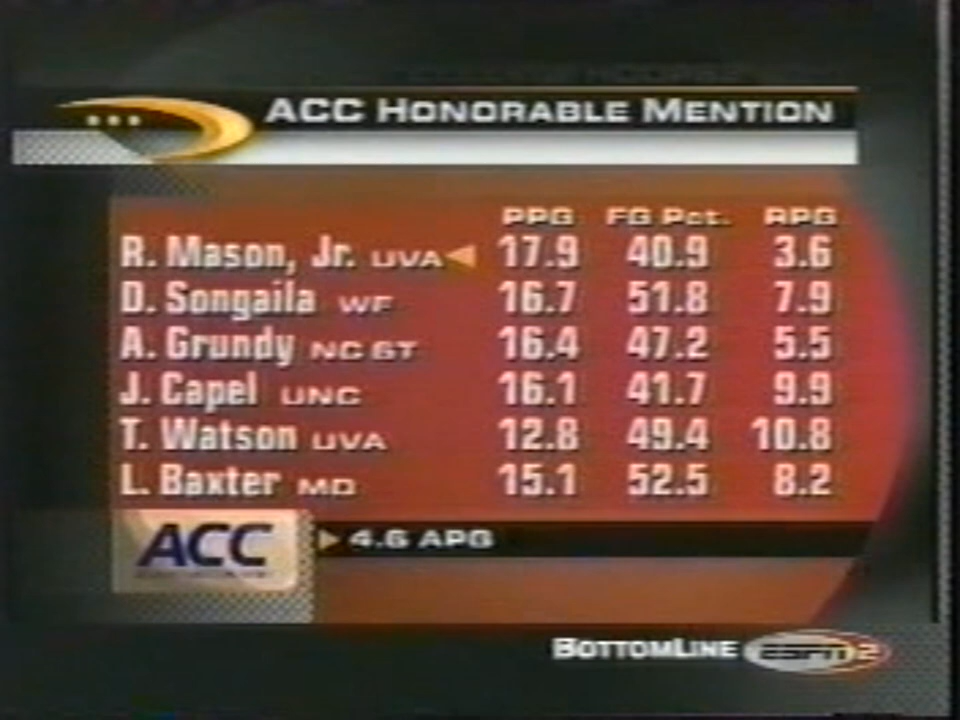 ACC HONORABLE MENTION
PPG FG Pct. RPG
R. Mason, Jr. UVA 17.9 40.9 3.6
D. Songaila WF 16.7 51.8 7.9
A. Grundy NC ST 16.4 47.2 5.5
J. Capel UNC 16.1 41.7 9.9
T. Watson UVA 12.8 49.4 10.8
L. Baxter MD 15.1 52.5 8.2
ACC 4.6 APG
BOTTOMLINE ESPN2